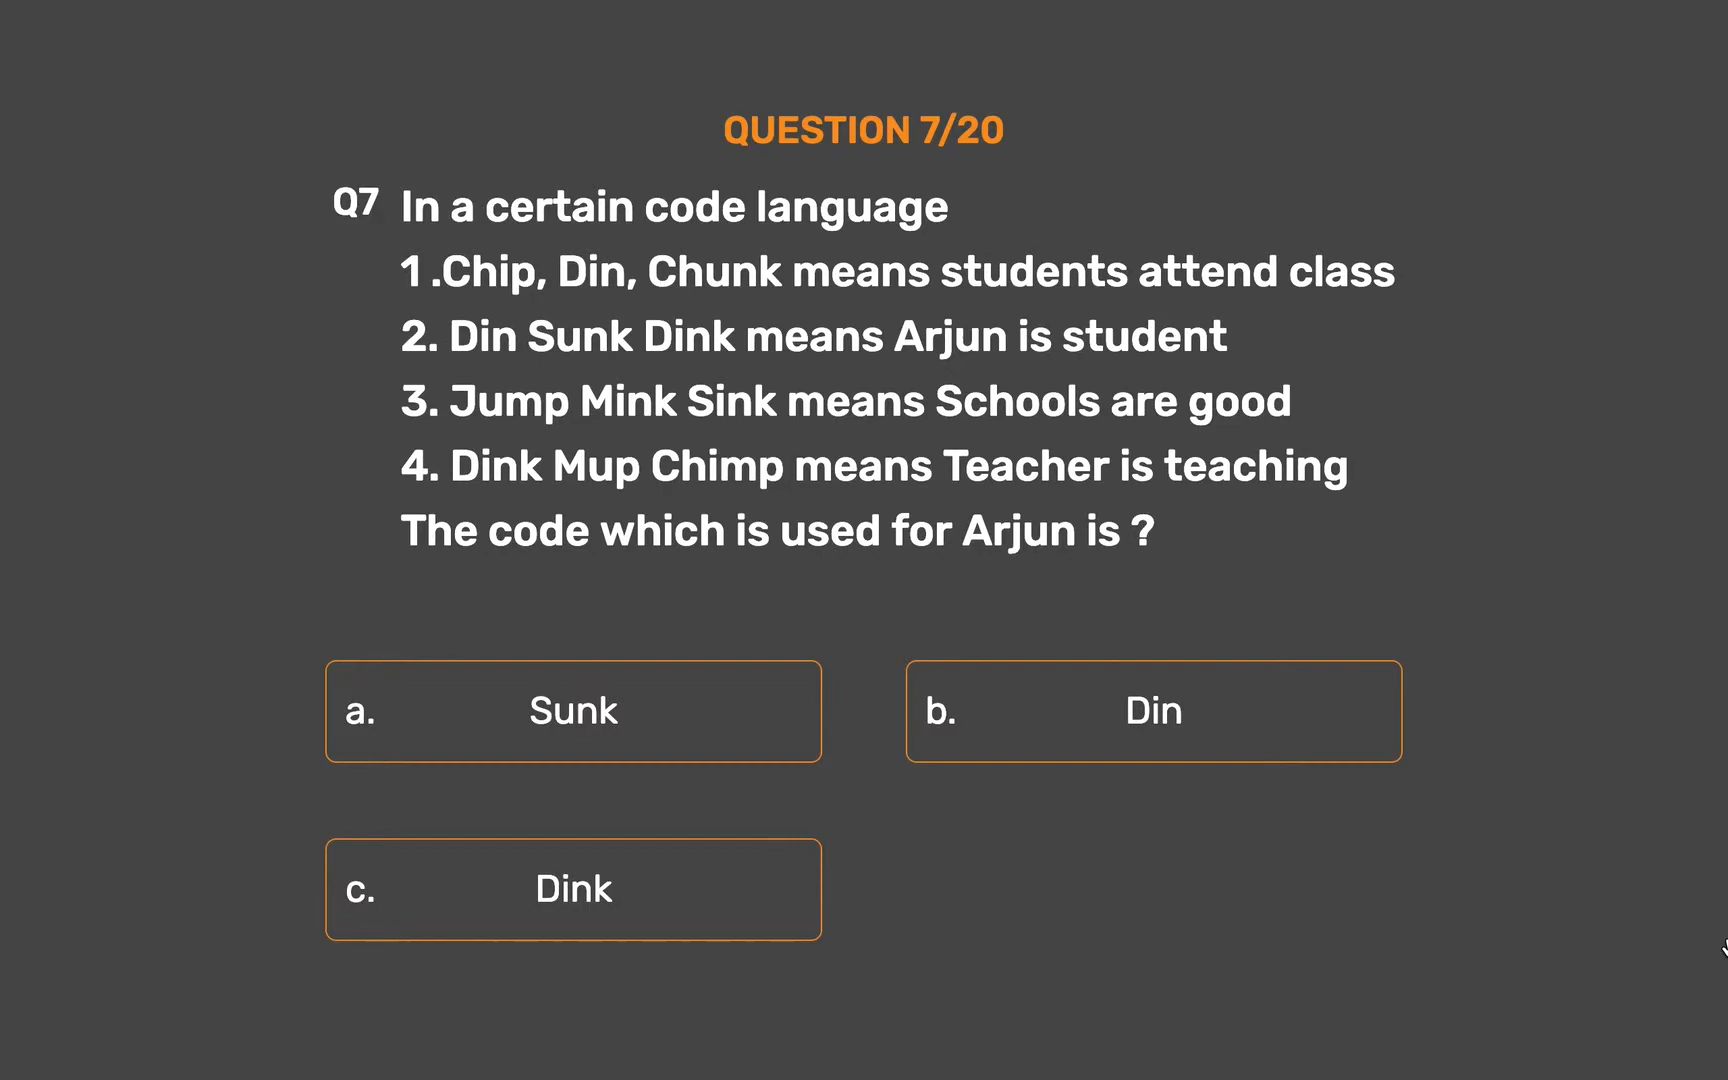 QUESTION 7/20
Q7 In a certain code language
1 .Chip, Din, Chunk means students attend class
2. Din Sunk Dink means Arjun is student
3. Jump Mink Sink means Schools are good
4. Dink Mup Chimp means Teacher is teaching
The code which is used for Arjun is ?
a. Sunk
b. Din
c. Dink